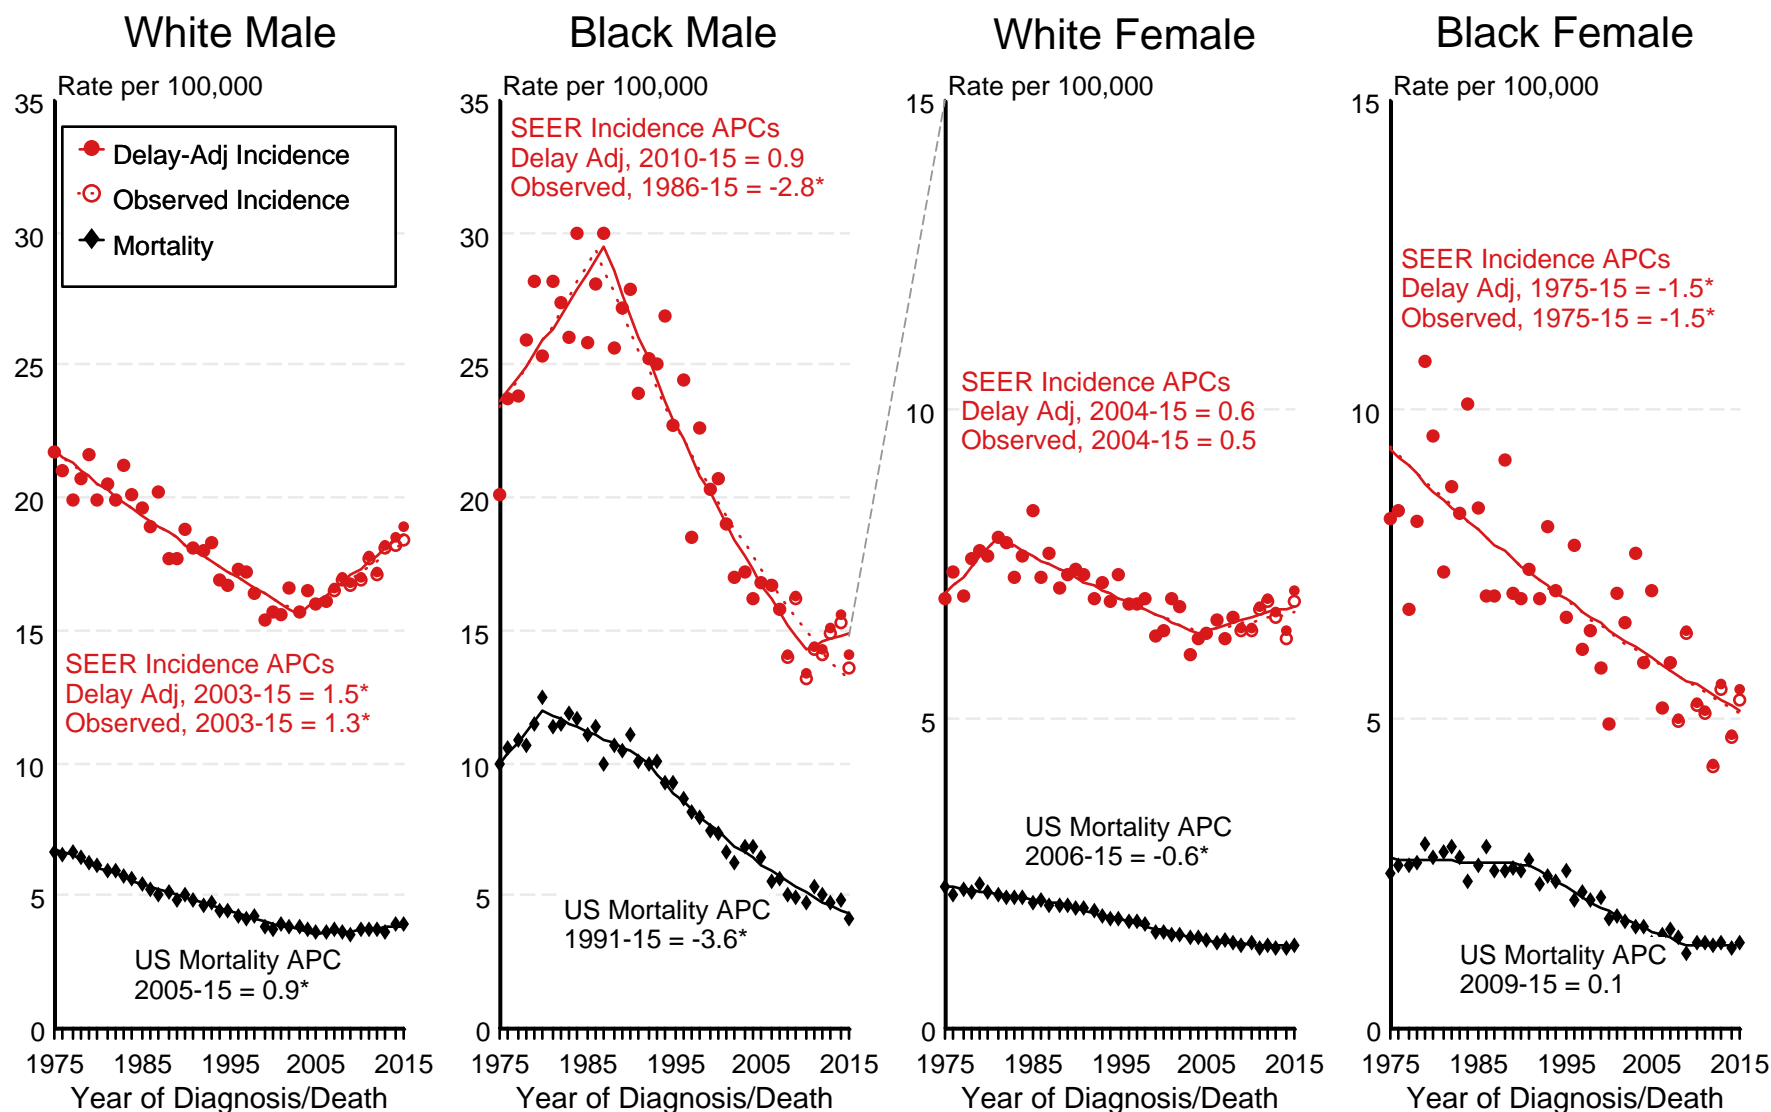 White Male
Rate per 100,000
35
30
25
20
15
10
5
0
Delay-Adj Incidence
Observed Incidence
Mortality
SEER Incidence APCs
Delay Adj, 2003-15 = 1.5*
Observed, 2003-15 = 1.3*
US Mortality APC
2005-15 = 0.9*
1975 1985 1995 2005 2015
Year of Diagnosis/Death
Black Male
Rate per 100,000
35
30
25
20
15
10
5
0
SEER Incidence APCs
Delay Adj, 2010-15 = 0.9
Observed, 1986-15 = -2.8*
US Mortality APC
1991-15 = -3.6*
1975 1985 1995 2005 2015
Year of Diagnosis/Death
White Female
Rate per 100,000
15
10
5
0
SEER Incidence APCs
Delay Adj, 2004-15 = 0.6
Observed, 2004-15 = 0.5
US Mortality APC
2006-15 = -0.6*
1975 1985 1995 2005 2015
Year of Diagnosis/Death
Black Female
Rate per 100,000
15
10
5
0
SEER Incidence APCs
Delay Adj, 1975-15 = -1.5*
Observed, 1975-15 = -1.5*
US Mortality APC
2009-15 = 0.1
1975 1985 1995 2005 2015
Year of Diagnosis/Death